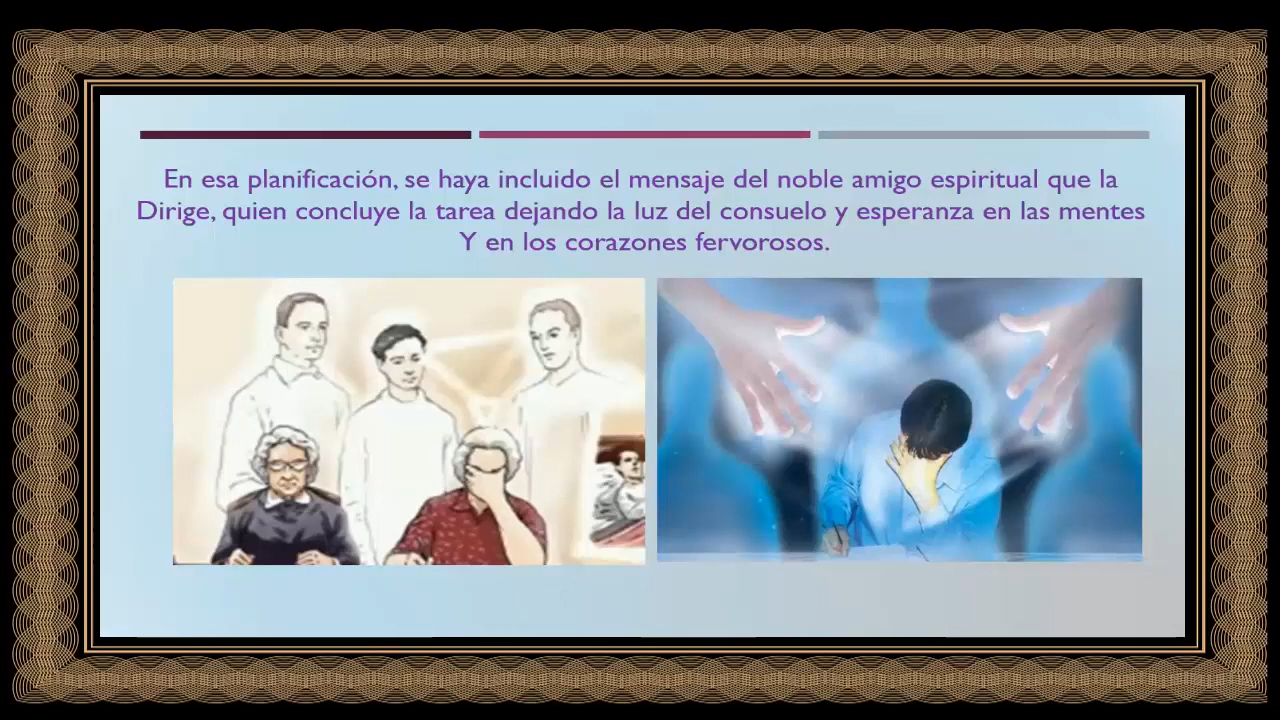 En esa planificación, se haya incluido el mensaje del noble amigo espiritual que la
Dirige, quien concluye la tarea dejando la luz del consuelo y esperanza en las mentes
Y en los corazones fervorosos.